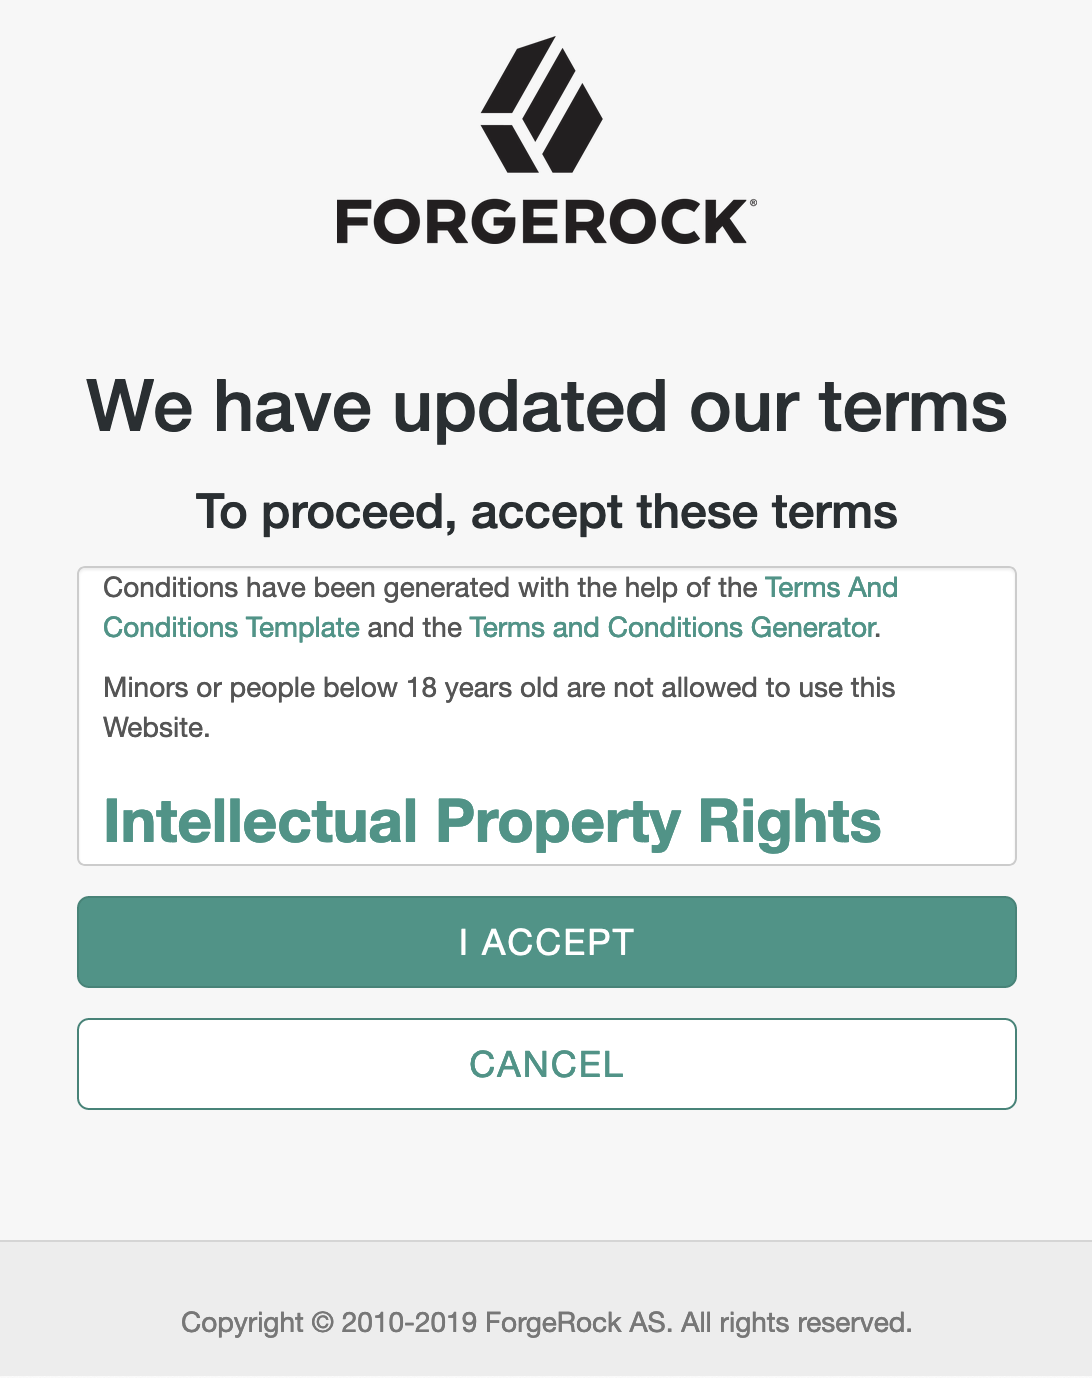 FORGEROCK®
We have updated our terms
To proceed, accept these terms
Conditions have been generated with the help of the Terms And
Conditions Template and the Terms and Conditions Generator.
Minors or people below 18 years old are not allowed to use this
Website.
Intellectual Property Rights
I ACCEPT
CANCEL
Copyright © 2010-2019 ForgeRock AS. All rights reserved.